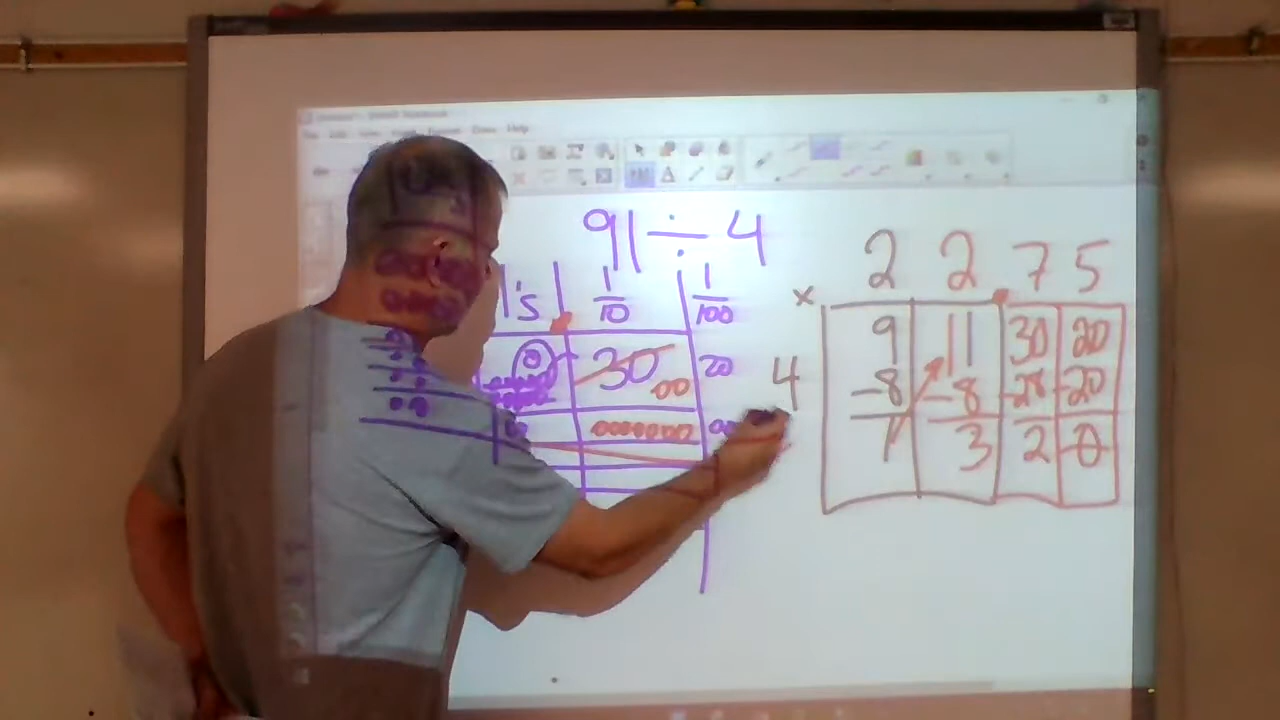 91 ÷ 4
1's 1/10 1/100
30 20
2 2 . 7 5
×
9 11 30 20
4
-8 -8 -28 -20
1 3 2 0